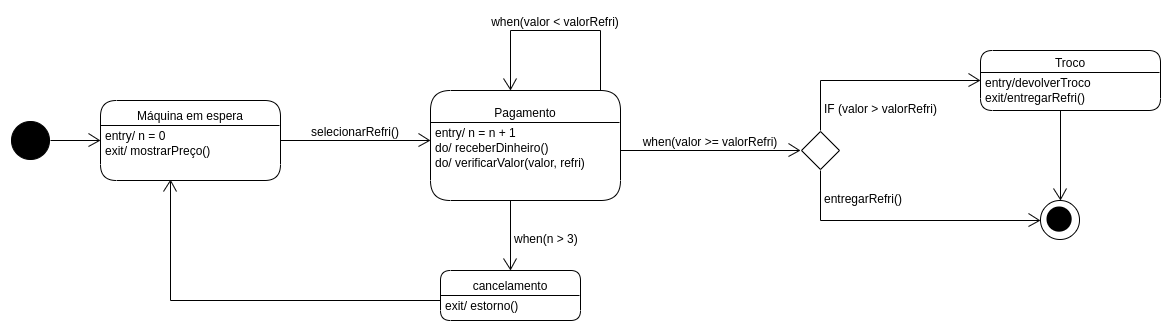 when(valor < valorRefri)
Máquina em espera
entry/ n = 0
exit/ mostrarPreço()
selecionarRefri()
Pagamento
entry/ n = n + 1
do/ receberDinheiro()
do/ verificarValor(valor, refri)
when(valor >= valorRefri)
IF (valor > valorRefri)
Troco
entry/devolverTroco
exit/entregarRefri()
entregarRefri()
when(n > 3)
cancelamento
exit/ estorno()